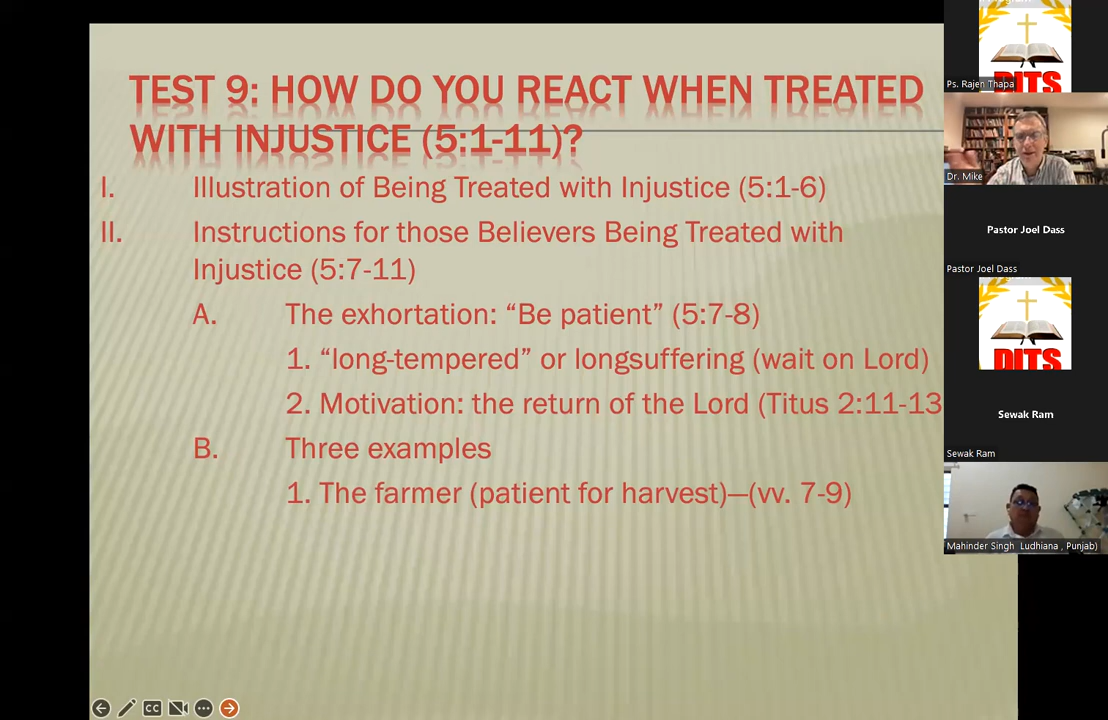 TEST 9: HOW DO YOU REACT WHEN TREATED
WITH INJUSTICE (5:1-11)?
I. Illustration of Being Treated with Injustice (5:1-6)
II. Instructions for those Believers Being Treated with
Injustice (5:7-11)
A. The exhortation: “Be patient” (5:7-8)
1. “long-tempered” or longsuffering (wait on Lord)
2. Motivation: the return of the Lord (Titus 2:11-13
B. Three examples
1. The farmer (patient for harvest)—(vv. 7-9)
CC
DITS
Ps. Rajen Thapa
Dr. Mike
Pastor Joel Dass
Pastor Joel Dass
DITS
Sewak Ram
Sewak Ram
Mahinder Singh Ludhiana , Punjab)